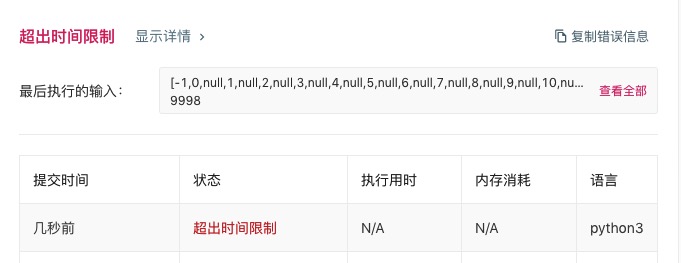 超出时间限制 显示详情 > 复制错误信息
最后执行的输入： [-1,0,null,1,null,2,null,3,null,4,null,5,null,6,null,7,null,8,null,9,null,10,nu... 查看全部
9998
提交时间 状态 执行用时 内存消耗 语言
几秒前 超出时间限制 N/A N/A python3